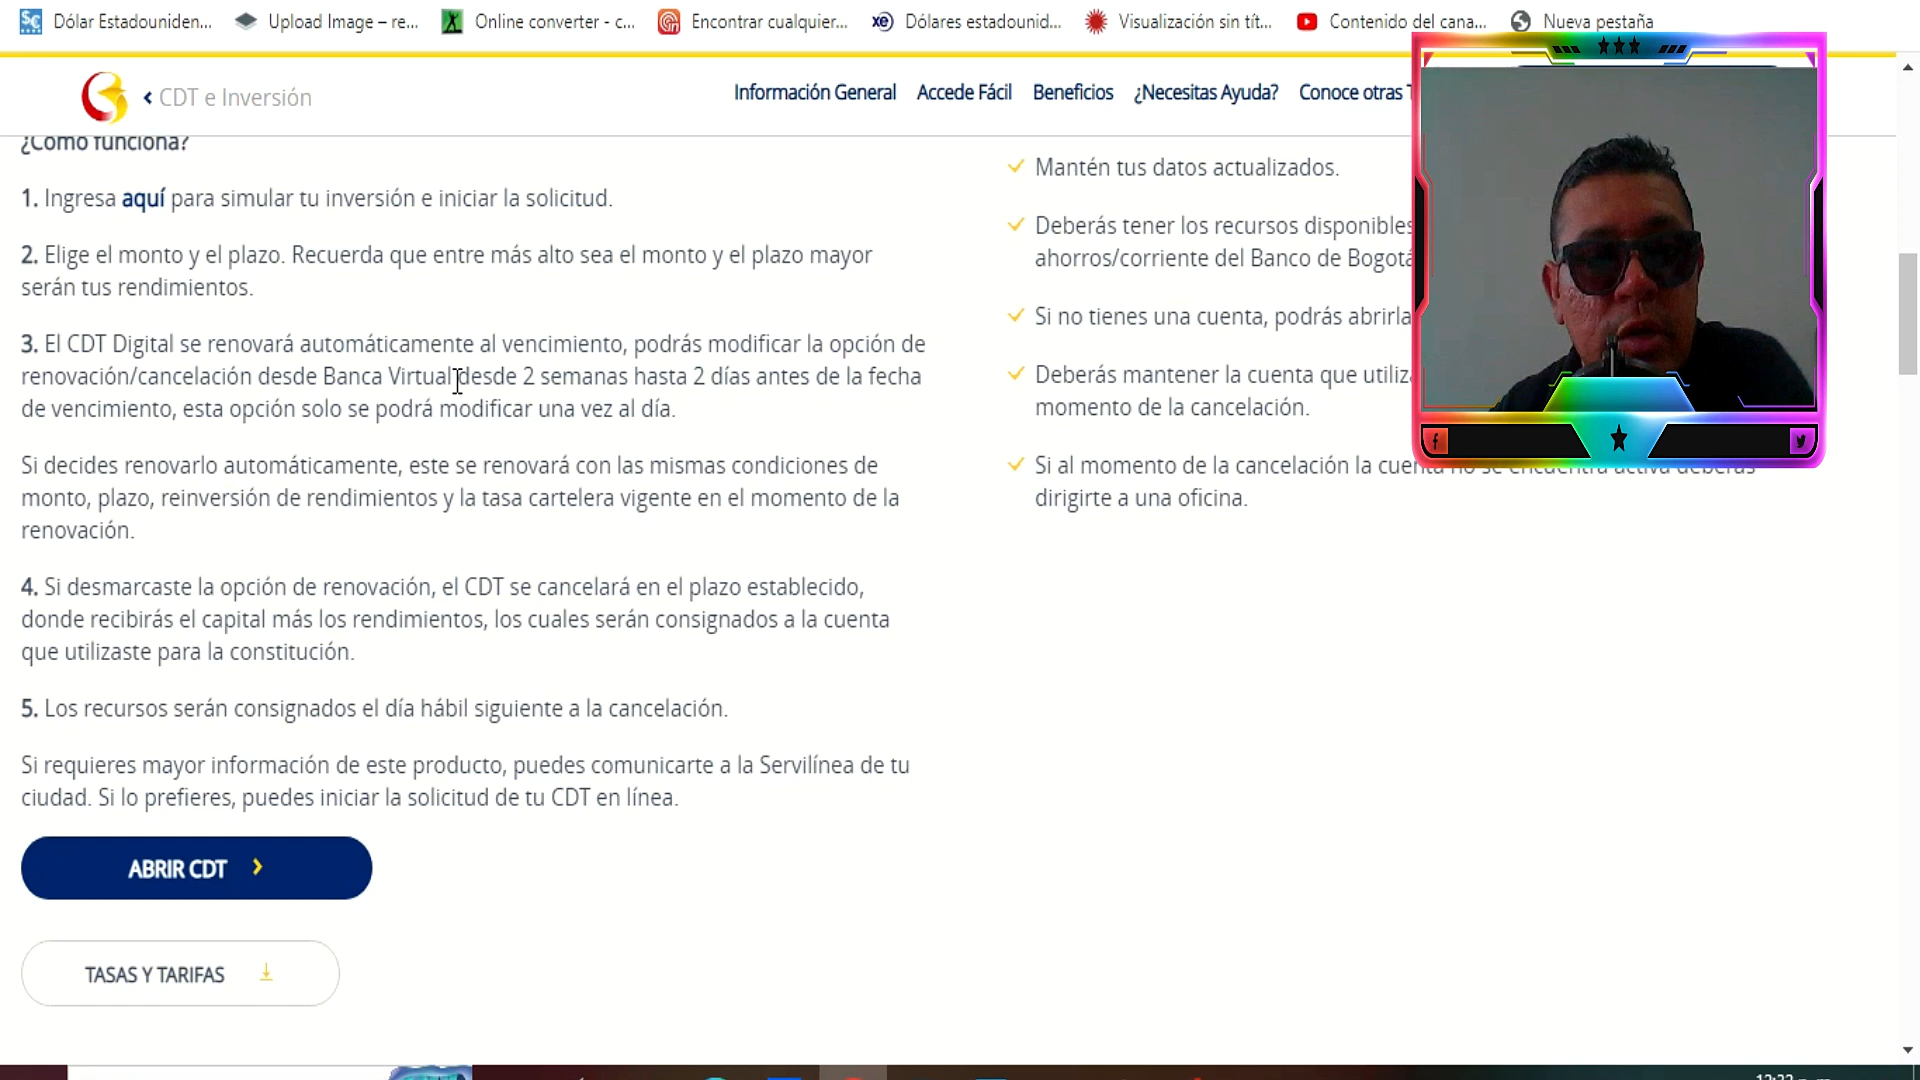 Dólar Estadouniden...
Upload Image – re...
Online converter - c...
Encontrar cualquier...
xe
Dólares estadounid...
Visualización sin tít...
Contenido del cana...
Nueva pestaña
CDT e Inversión
Información General
Accede Fácil
Beneficios
¿Necesitas Ayuda?
Conoce otras
¿Como funciona?
1. Ingresa aquí para simular tu inversión e iniciar la solicitud.
2. Elige el monto y el plazo. Recuerda que entre más alto sea el monto y el plazo mayor
serán tus rendimientos.
3. El CDT Digital se renovará automáticamente al vencimiento, podrás modificar la opción de
renovación/cancelación desde Banca Virtual desde 2 semanas hasta 2 días antes de la fecha
de vencimiento, esta opción solo se podrá modificar una vez al día.
Si decides renovarlo automáticamente, este se renovará con las mismas condiciones de
monto, plazo, reinversión de rendimientos y la tasa cartelera vigente en el momento de la
renovación.
4. Si desmarcaste la opción de renovación, el CDT se cancelará en el plazo establecido,
donde recibirás el capital más los rendimientos, los cuales serán consignados a la cuenta
que utilizaste para la constitución.
5. Los recursos serán consignados el día hábil siguiente a la cancelación.
Si requieres mayor información de este producto, puedes comunicarte a la Servilínea de tu
ciudad. Si lo prefieres, puedes iniciar la solicitud de tu CDT en línea.
ABRIR CDT
TASAS Y TARIFAS
Mantén tus datos actualizados.
Deberás tener los recursos disponibles
ahorros/corriente del Banco de Bogotá
Si no tienes una cuenta, podrás abrirla
Deberás mantener la cuenta que utiliz
momento de la cancelación.
Si al momento de la cancelación la cuenta no se encuentra activa deberás
dirigirte a una oficina.